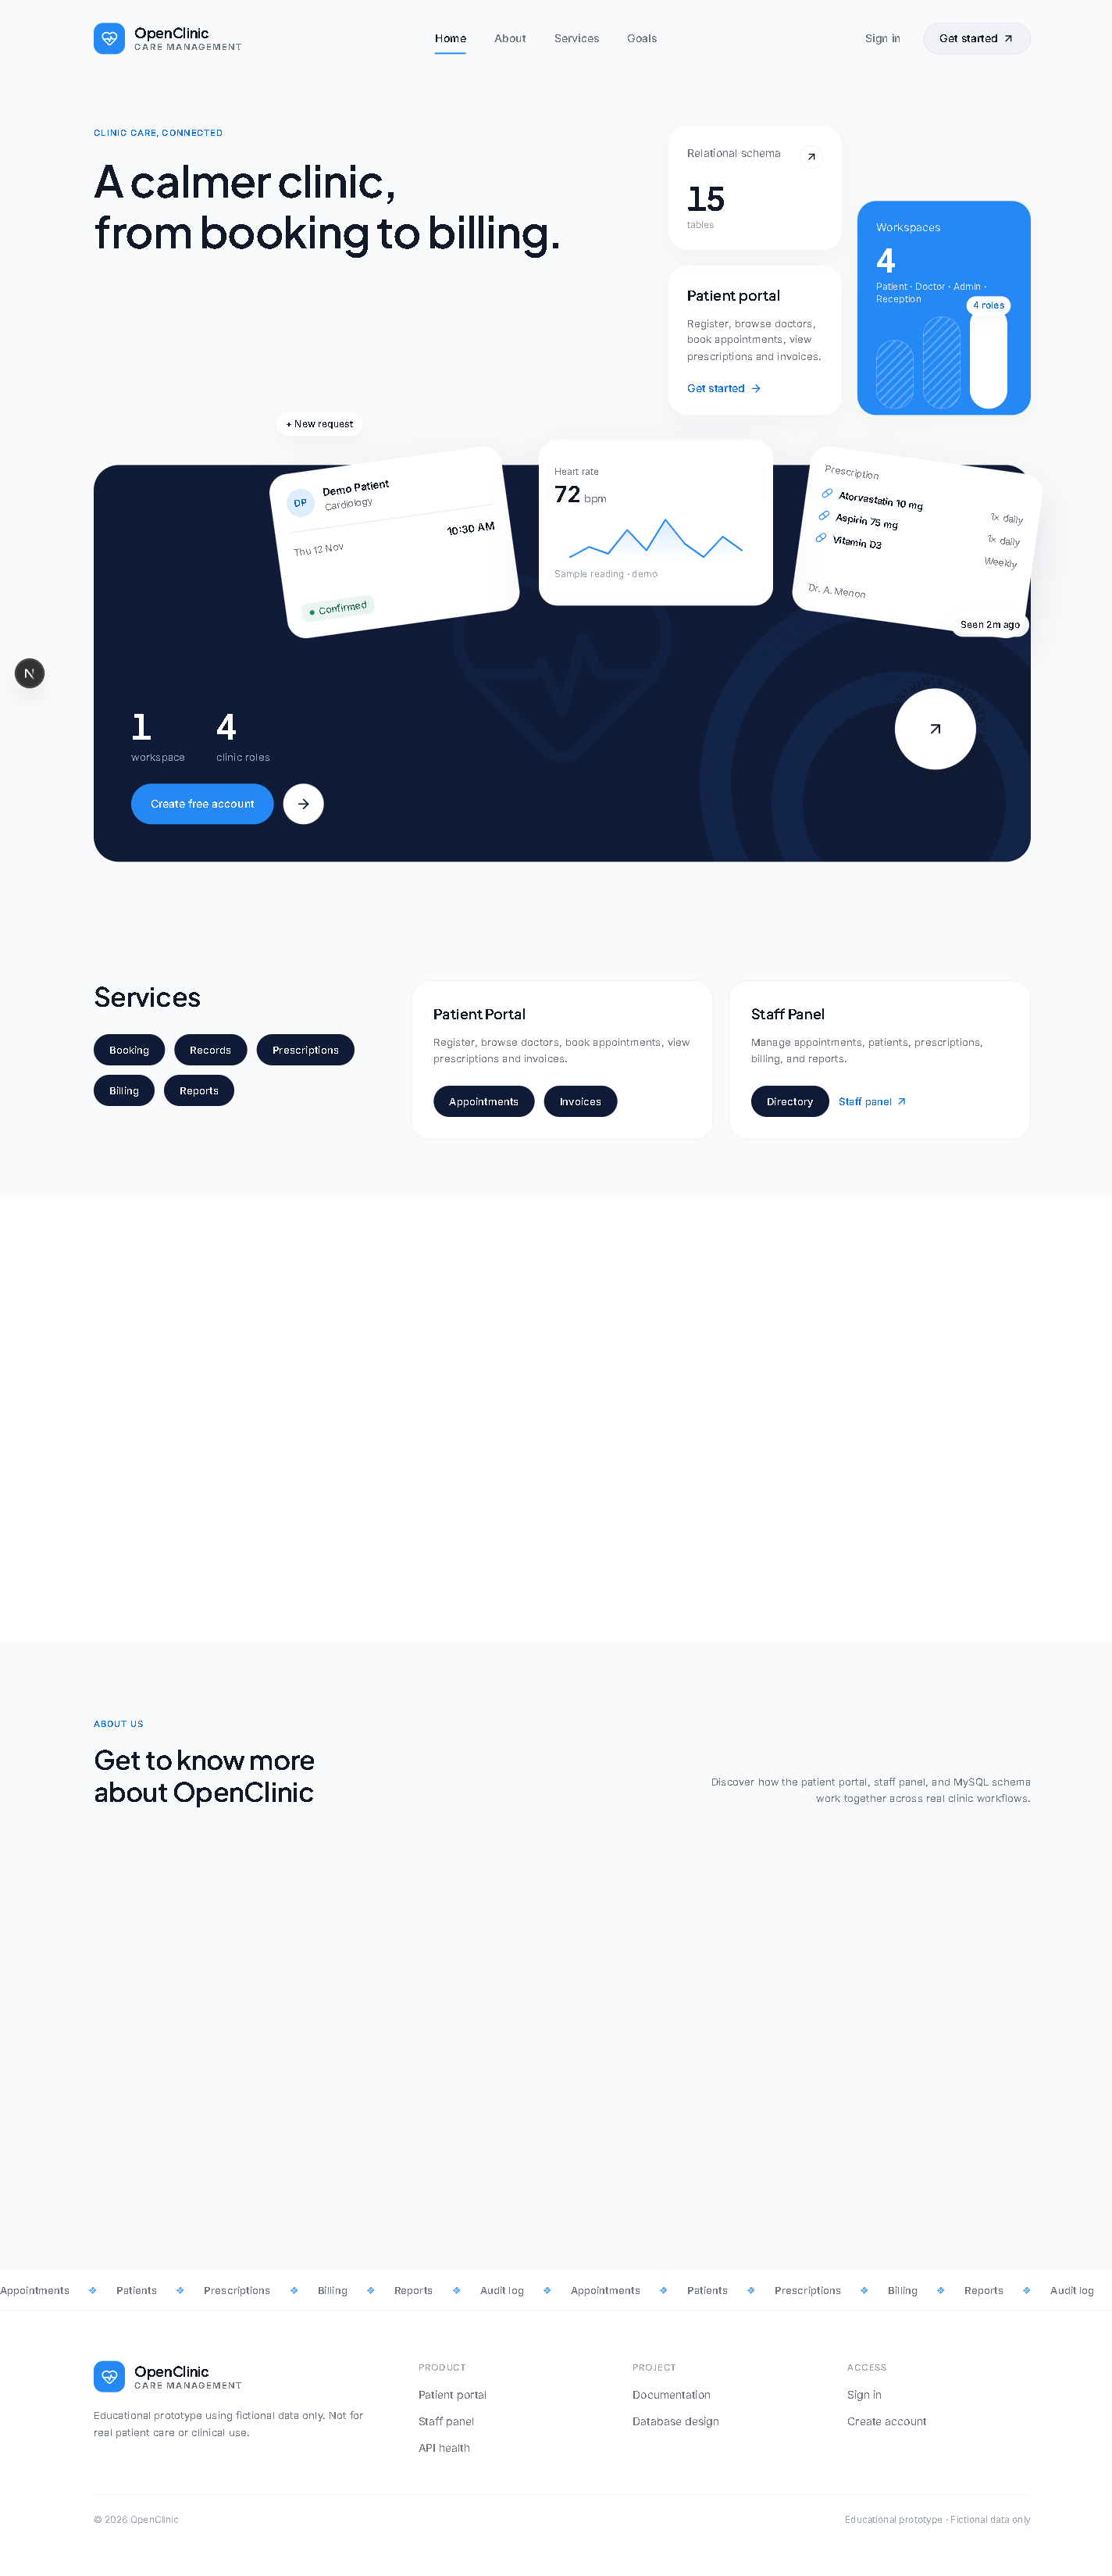 OpenClinic
CARE MANAGEMENT
Home
About
Services
Goals
Sign in
Get started
CLINIC CARE, CONNECTED
A calmer clinic,
from booking to billing.
Relational schema
15
tables
Workspaces
4
Patient · Doctor · Admin ·
Reception
4 roles
Patient portal
Register, browse doctors,
book appointments, view
prescriptions and invoices.
Get started
+ New request
DP
Demo Patient
Cardiology
Thu 12 Nov
10:30 AM
Confirmed
Heart rate
72 bpm
Sample reading · demo
Prescription
Atorvastatin 10 mg
1× daily
Aspirin 75 mg
1× daily
Vitamin D3
Weekly
Dr. A. Menon
Seen 2m ago
N
1
workspace
4
clinic roles
Create free account
Services
Booking
Records
Prescriptions
Billing
Reports
Patient Portal
Register, browse doctors, book appointments, view
prescriptions and invoices.
Appointments
Invoices
Staff Panel
Manage appointments, patients, prescriptions,
billing, and reports.
Directory
Staff panel
ABOUT US
Get to know more
about OpenClinic
Discover how the patient portal, staff panel, and MySQL schema
work together across real clinic workflows.
Appointments ❖ Patients ❖ Prescriptions ❖ Billing ❖ Reports ❖ Audit log ❖ Appointments ❖ Patients ❖ Prescriptions ❖ Billing ❖ Reports ❖ Audit log
OpenClinic
CARE MANAGEMENT
Educational prototype using fictional data only. Not for
real patient care or clinical use.
PRODUCT
Patient portal
Staff panel
API health
PROJECT
Documentation
Database design
ACCESS
Sign in
Create account
© 2026 OpenClinic
Educational prototype · Fictional data only